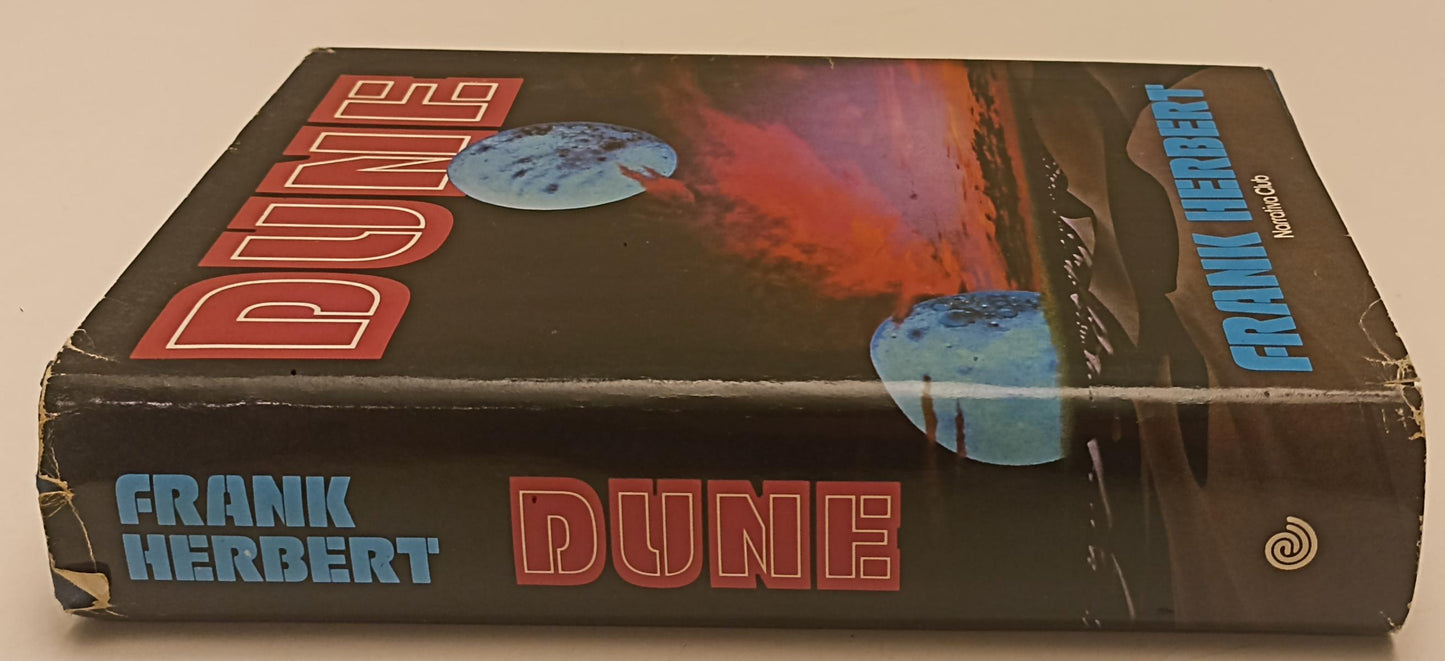 DUNE
FRANK HERBERT
Narrativa Club
FRANK
HERBERT
DUNE